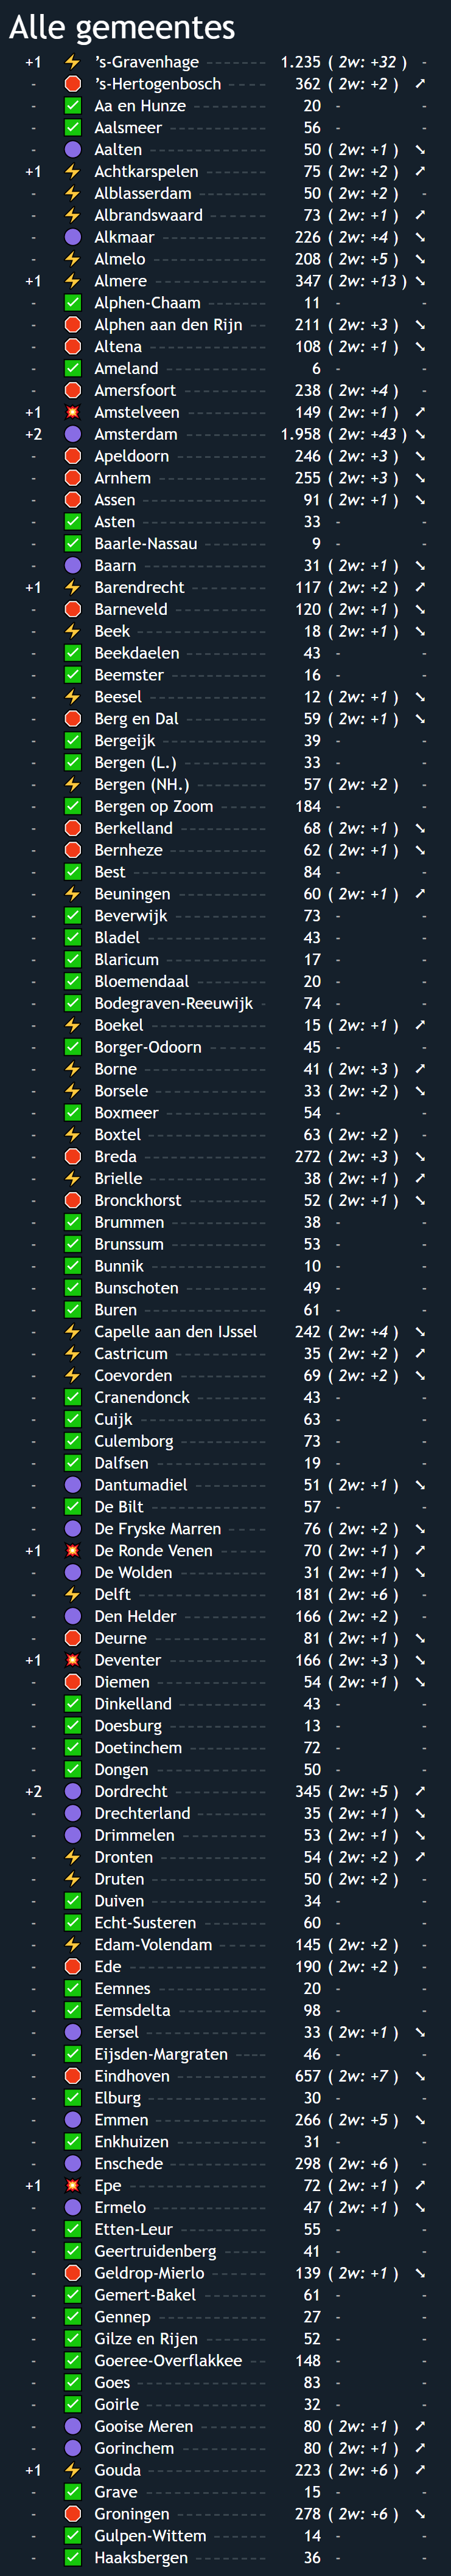 Alle gemeentes
+1 ⚡ ’s-Gravenhage 1.235 ( 2w: +32 ) -
- 🛑 ’s-Hertogenbosch 362 ( 2w: +2 ) ➚
- ✅ Aa en Hunze 20 - -
- ✅ Aalsmeer 56 - -
- 🟣 Aalten 50 ( 2w: +1 ) ➘
+1 ⚡ Achtkarspelen 75 ( 2w: +2 ) ➚
- ⚡ Alblasserdam 50 ( 2w: +2 ) -
- ⚡ Albrandswaard 73 ( 2w: +1 ) ➚
- 🟣 Alkmaar 226 ( 2w: +4 ) ➘
- ⚡ Almelo 208 ( 2w: +5 ) ➘
+1 ⚡ Almere 347 ( 2w: +13 ) ➘
- ✅ Alphen-Chaam 11 - -
- 🛑 Alphen aan den Rijn 211 ( 2w: +3 ) ➘
- 🛑 Altena 108 ( 2w: +1 ) ➘
- ✅ Ameland 6 - -
- 🛑 Amersfoort 238 ( 2w: +4 ) -
+1 💥 Amstelveen 149 ( 2w: +1 ) ➚
+2 🟣 Amsterdam 1.958 ( 2w: +43 ) ➘
- 🛑 Apeldoorn 246 ( 2w: +3 ) ➘
- 🛑 Arnhem 255 ( 2w: +3 ) ➘
- 🛑 Assen 91 ( 2w: +1 ) ➘
- ✅ Asten 33 - -
- ✅ Baarle-Nassau 9 - -
- 🟣 Baarn 31 ( 2w: +1 ) ➘
+1 ⚡ Barendrecht 117 ( 2w: +2 ) ➚
- 🛑 Barneveld 120 ( 2w: +1 ) ➘
- ⚡ Beek 18 ( 2w: +1 ) ➘
- ✅ Beekdaelen 43 - -
- ✅ Beemster 16 - -
- ⚡ Beesel 12 ( 2w: +1 ) ➘
- 🛑 Berg en Dal 59 ( 2w: +1 ) ➘
- ✅ Bergeijk 39 - -
- ✅ Bergen (L.) 33 - -
- ⚡ Bergen (NH.) 57 ( 2w: +2 ) -
- ✅ Bergen op Zoom 184 - -
- 🛑 Berkelland 68 ( 2w: +1 ) ➘
- 🛑 Bernheze 62 ( 2w: +1 ) ➘
- ✅ Best 84 - -
- ⚡ Beuningen 60 ( 2w: +1 ) ➚
- ✅ Beverwijk 73 - -
- ✅ Bladel 43 - -
- ✅ Blaricum 17 - -
- ✅ Bloemendaal 20 - -
- ✅ Bodegraven-Reeuwijk 74 - -
- ⚡ Boekel 15 ( 2w: +1 ) ➚
- ✅ Borger-Odoorn 45 - -
- ⚡ Borne 41 ( 2w: +3 ) ➚
- ⚡ Borsele 33 ( 2w: +2 ) ➘
- ✅ Boxmeer 54 - -
- ⚡ Boxtel 63 ( 2w: +2 ) -
- 🛑 Breda 272 ( 2w: +3 ) ➘
- ⚡ Brielle 38 ( 2w: +1 ) ➚
- 🛑 Bronckhorst 52 ( 2w: +1 ) ➘
- ✅ Brummen 38 - -
- ✅ Brunssum 53 - -
- ✅ Bunnik 10 - -
- ✅ Bunschoten 49 - -
- ✅ Buren 61 - -
- ⚡ Capelle aan den IJssel 242 ( 2w: +4 ) ➘
- ⚡ Castricum 35 ( 2w: +2 ) ➚
- ⚡ Coevorden 69 ( 2w: +2 ) ➘
- ✅ Cranendonck 43 - -
- ✅ Cuijk 63 - -
- ✅ Culemborg 73 - -
- ✅ Dalfsen 19 - -
- 🟣 Dantumadiel 51 ( 2w: +1 ) ➘
- ✅ De Bilt 57 - -
- 🟣 De Fryske Marren 76 ( 2w: +2 ) ➘
+1 💥 De Ronde Venen 70 ( 2w: +1 ) ➚
- 🟣 De Wolden 31 ( 2w: +1 ) ➘
- ⚡ Delft 181 ( 2w: +6 ) -
- 🟣 Den Helder 166 ( 2w: +2 ) -
- 🛑 Deurne 81 ( 2w: +1 ) ➘
+1 💥 Deventer 166 ( 2w: +3 ) ➘
- 🛑 Diemen 54 ( 2w: +1 ) ➘
- ✅ Dinkelland 43 - -
- ✅ Doesburg 13 - -
- ✅ Doetinchem 72 - -
- ✅ Dongen 50 - -
+2 🟣 Dordrecht 345 ( 2w: +5 ) ➚
- 🟣 Drechterland 35 ( 2w: +1 ) ➘
- 🟣 Drimmelen 53 ( 2w: +1 ) ➘
- ⚡ Dronten 54 ( 2w: +2 ) ➚
- ⚡ Druten 50 ( 2w: +2 ) -
- ✅ Duiven 34 - -
- ✅ Echt-Susteren 60 - -
- ⚡ Edam-Volendam 145 ( 2w: +2 ) -
- 🛑 Ede 190 ( 2w: +2 ) -
- ✅ Eemnes 20 - -
- ✅ Eemsdelta 98 - -
- 🟣 Eersel 33 ( 2w: +1 ) ➘
- ✅ Eijsden-Margraten 46 - -
- 🛑 Eindhoven 657 ( 2w: +7 ) ➘
- ✅ Elburg 30 - -
- 🟣 Emmen 266 ( 2w: +5 ) ➘
- ✅ Enkhuizen 31 - -
- 🟣 Enschede 298 ( 2w: +6 ) -
+1 💥 Epe 72 ( 2w: +1 ) ➚
- 🟣 Ermelo 47 ( 2w: +1 ) ➘
- ✅ Etten-Leur 55 - -
- ✅ Geertruidenberg 41 - -
- 🛑 Geldrop-Mierlo 139 ( 2w: +1 ) ➘
- ✅ Gemert-Bakel 61 - -
- ✅ Gennep 27 - -
- ✅ Gilze en Rijen 52 - -
- ✅ Goeree-Overflakkee 148 - -
- ✅ Goes 83 - -
- ✅ Goirle 32 - -
- 🟣 Gooise Meren 80 ( 2w: +1 ) ➚
- 🟣 Gorinchem 80 ( 2w: +1 ) ➚
+1 ⚡ Gouda 223 ( 2w: +6 ) ➚
- ✅ Grave 15 - -
- 🛑 Groningen 278 ( 2w: +6 ) ➘
- ✅ Gulpen-Wittem 14 - -
- ✅ Haaksbergen 36 - -